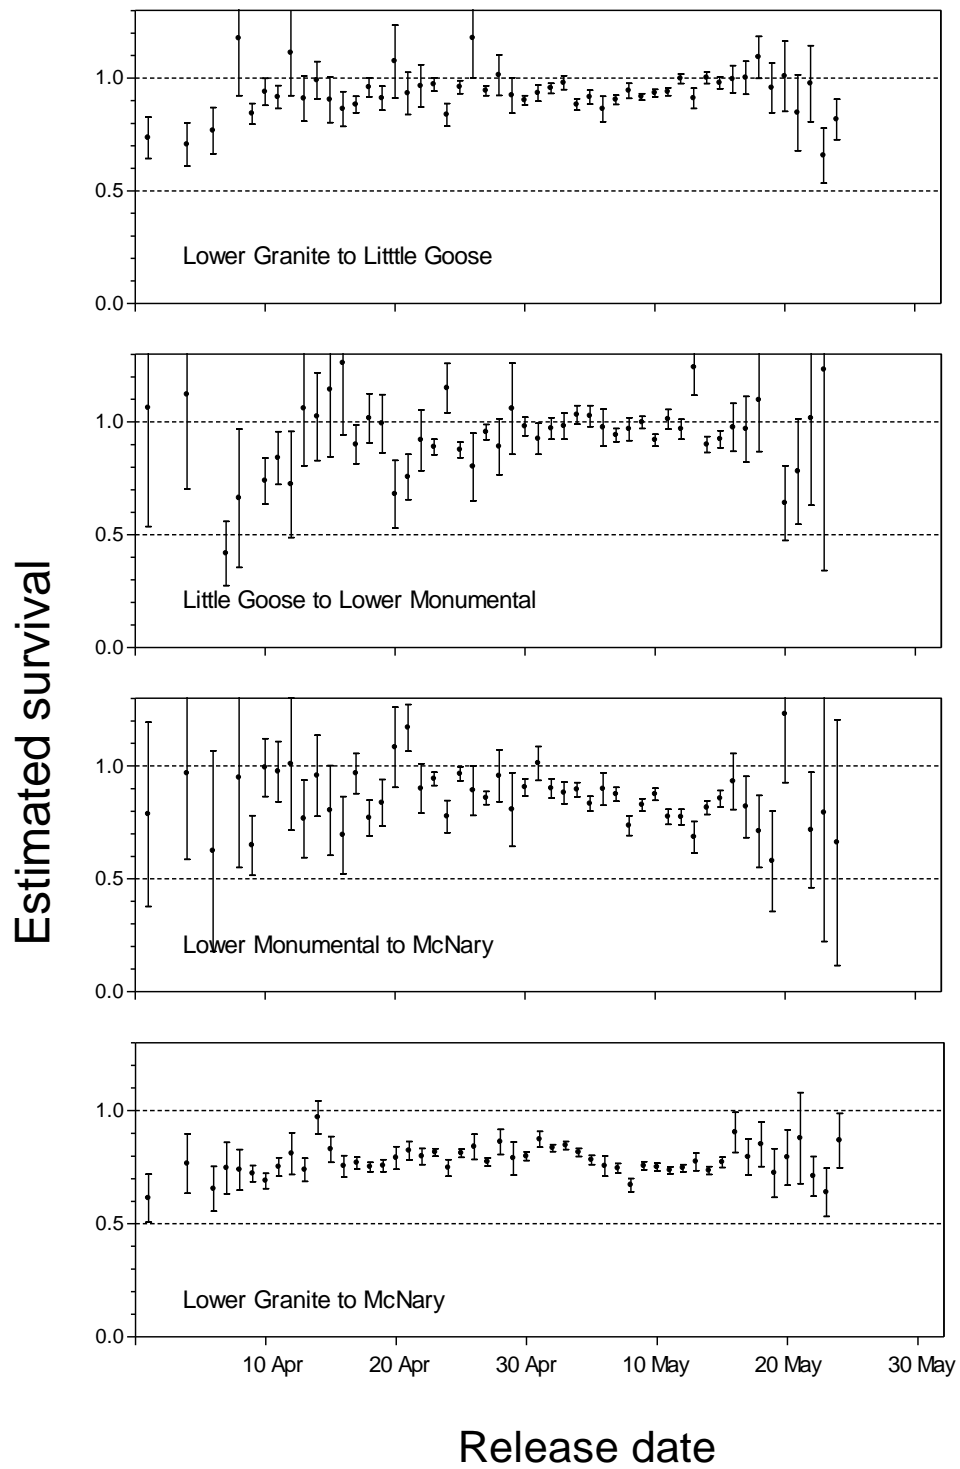 Estimated survival
1.0
0.5
0.0
Lower Granite to Litttle Goose
1.0
0.5
0.0
Little Goose to Lower Monumental
1.0
0.5
0.0
Lower Monumental to McNary
1.0
0.5
0.0
Lower Granite to McNary
10 Apr 20 Apr 30 Apr 10 May 20 May 30 May
Release date